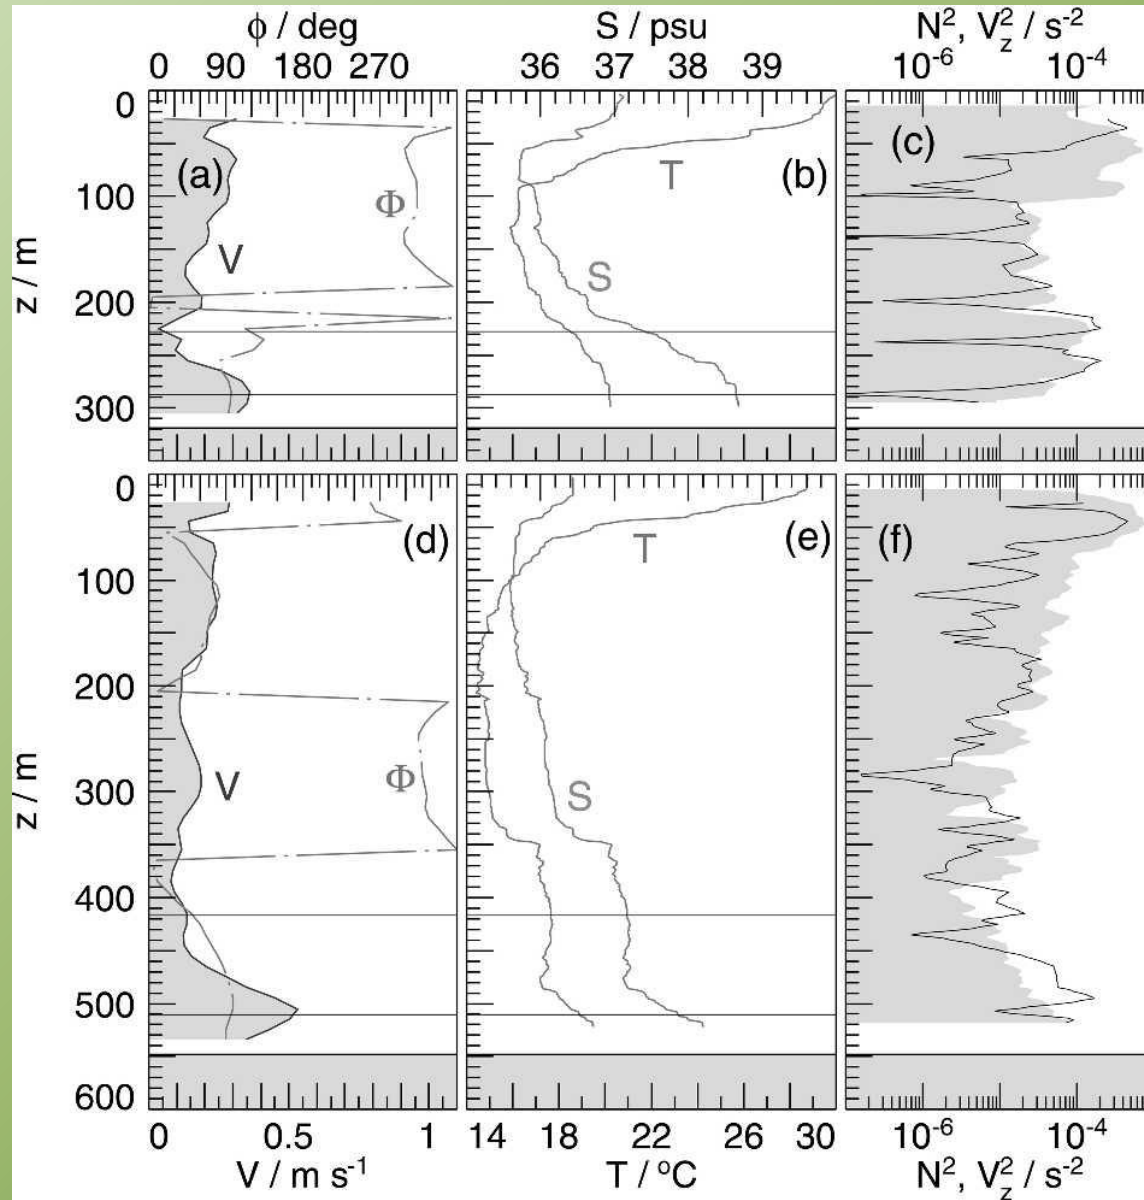 ϕ / deg
S / psu
N², V_z² / s⁻²
0 90 180 270
36 37 38 39
10⁻⁶ 10⁻⁴
0
100
200
300
z / m
(a)
Φ
V
(b)
T
S
(c)
0
100
200
300
400
500
600
z / m
(d)
V
Φ
(e)
T
S
(f)
0 0.5 1
14 18 22 26 30
10⁻⁶ 10⁻⁴
V / m s⁻¹
T / °C
N², V_z² / s⁻²